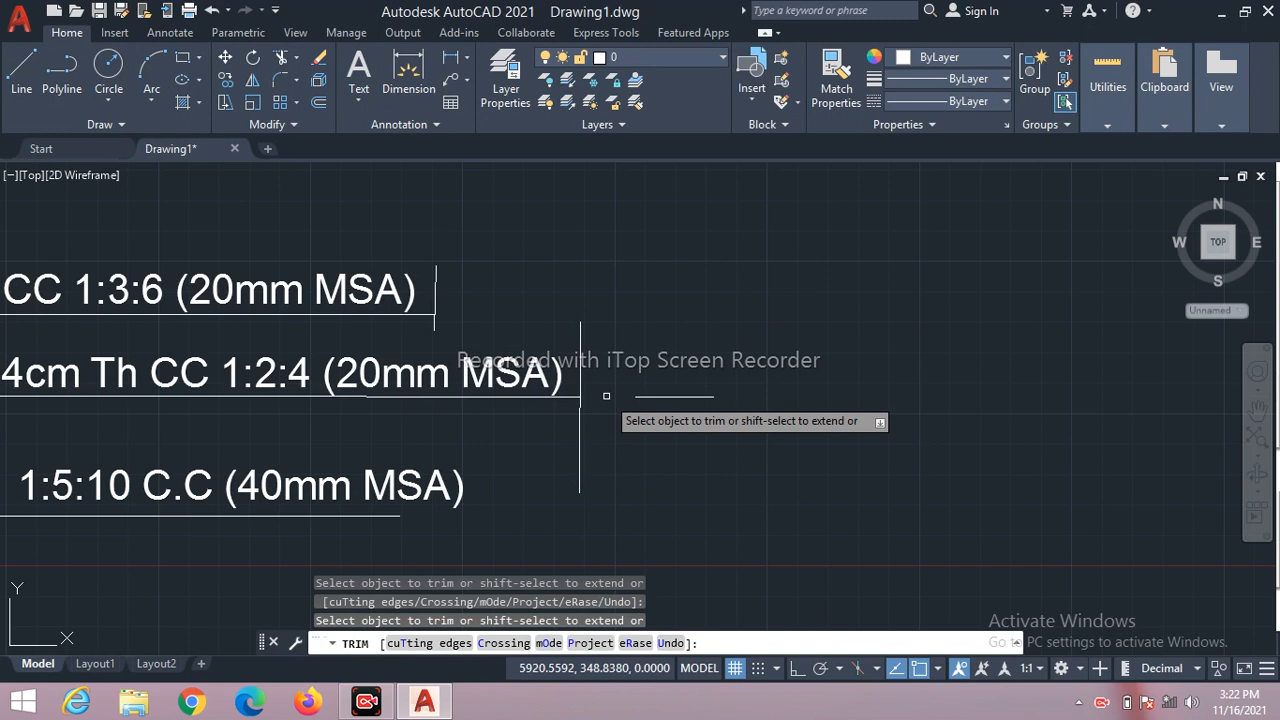 Autodesk AutoCAD 2021 Drawing1.dwg
Type a keyword or phrase
Sign In
Home Insert Annotate Parametric View Manage Output Add-ins Collaborate Express Tools Featured Apps
Line Polyline Circle Arc
Text Dimension
Layer Properties
0
Insert
Match Properties
ByLayer
ByLayer
ByLayer
Group
Utilities
Clipboard
View
Draw Modify Annotation Layers Block Properties Groups
Start Drawing1*
[−][Top][2D Wireframe]
N
W TOP E
S
Unnamed
CC 1:3:6 (20mm MSA)
Recorded with iTop Screen Recorder
4cm Th CC 1:2:4 (20mm MSA)
Select object to trim or shift-select to extend or
1:5:10 C.C (40mm MSA)
Y
X
Select object to trim or shift-select to extend or
[cuTting edges/Crossing/mOde/Project/eRase/Undo]:
Select object to trim or shift-select to extend or
TRIM [cuTting edges Crossing mOde Project eRase Undo]:
Activate Windows
Go to PC settings to activate Windows.
Model Layout1 Layout2
5920.5592, 348.8380, 0.0000 MODEL 1:1 Decimal
3:22 PM
11/16/2021